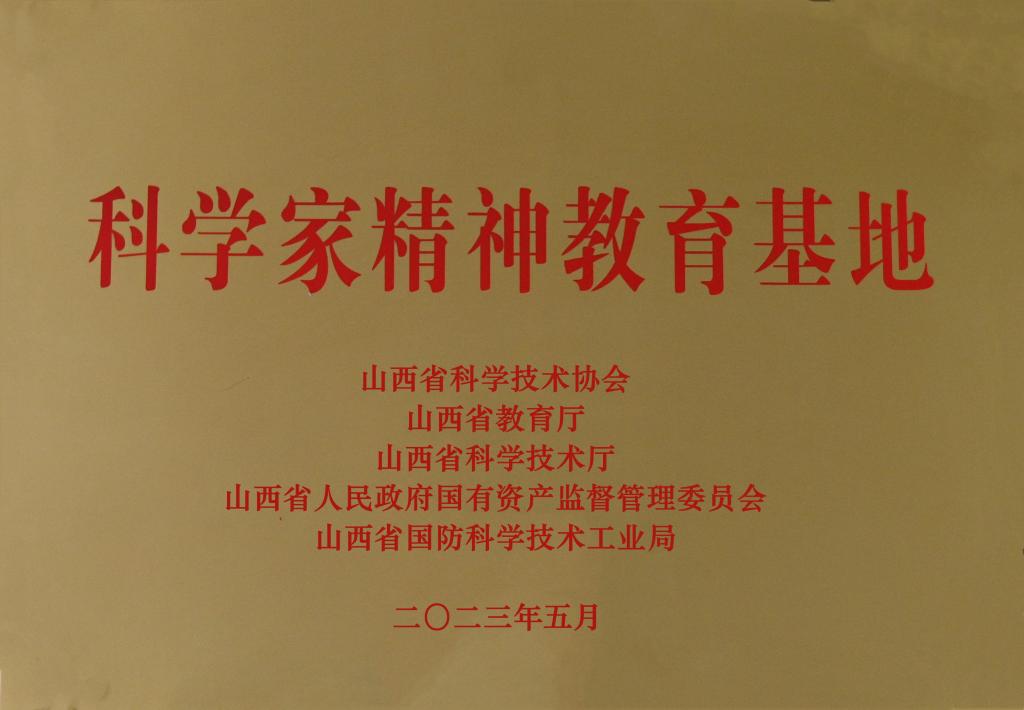 科学家精神教育基地
山西省科学技术协会
山西省教育厅
山西省科学技术厅
山西省人民政府国有资产监督管理委员会
山西省国防科学技术工业局
二〇二三年五月